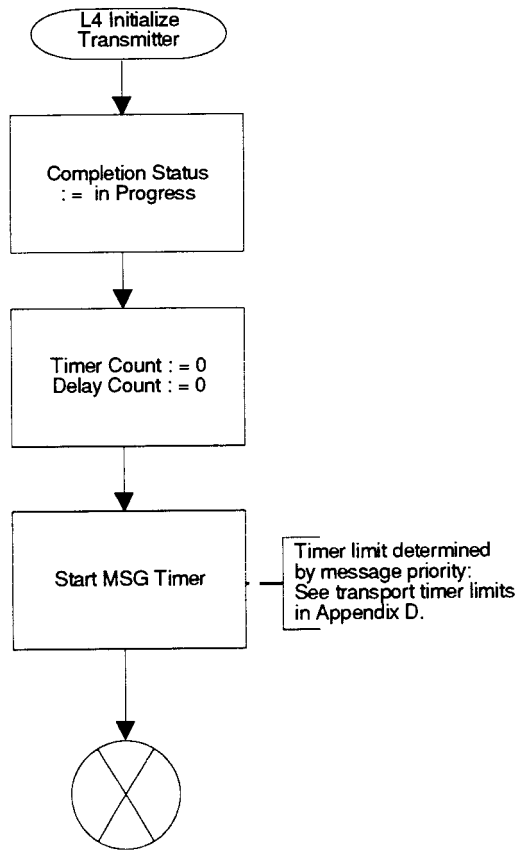 L4 Initialize
Transmitter
Completion Status
: = in Progress
Timer Count : = 0
Delay Count : = 0
Start MSG Timer
Timer limit determined
by message priority:
See transport timer limits
in Appendix D.